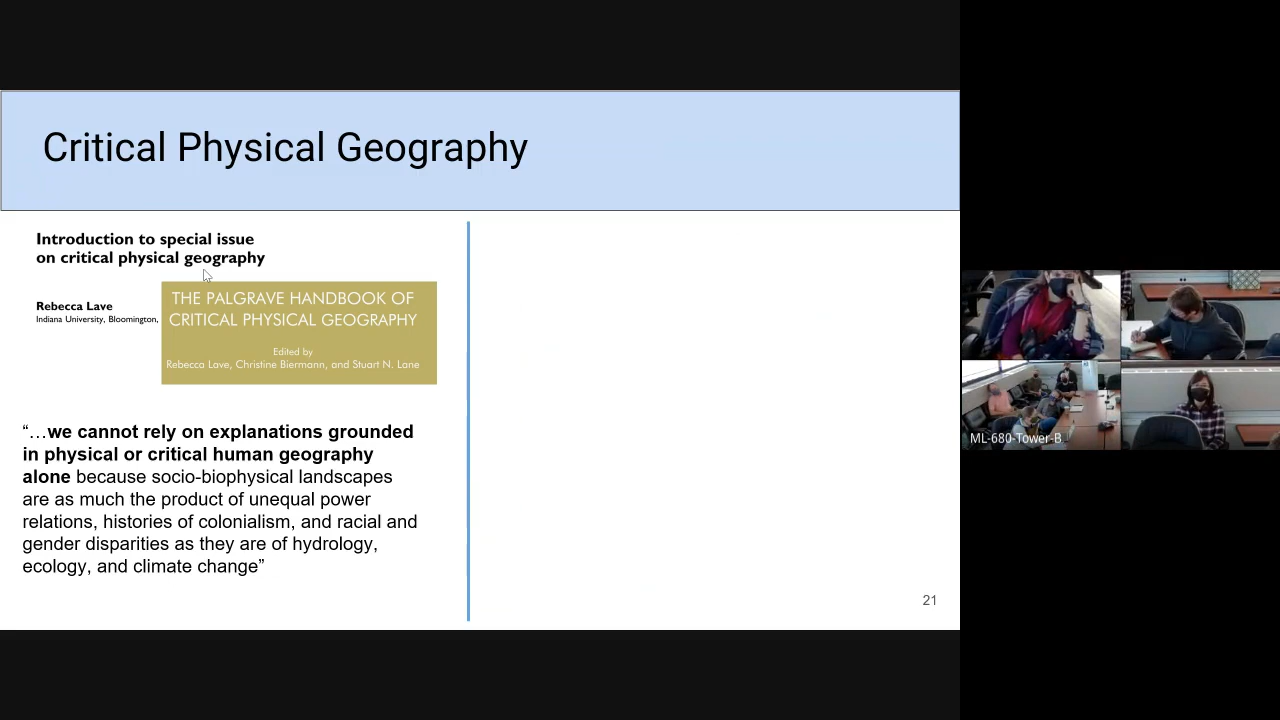 Critical Physical Geography
Introduction to special issue
on critical physical geography
Rebecca Lave
Indiana University, Bloomington,
THE PALGRAVE HANDBOOK OF
CRITICAL PHYSICAL GEOGRAPHY
Edited by
Rebecca Lave, Christine Biermann, and Stuart N. Lane
“…we cannot rely on explanations grounded
in physical or critical human geography
alone because socio-biophysical landscapes
are as much the product of unequal power
relations, histories of colonialism, and racial and
gender disparities as they are of hydrology,
ecology, and climate change”
21
ML-680-Tower-B